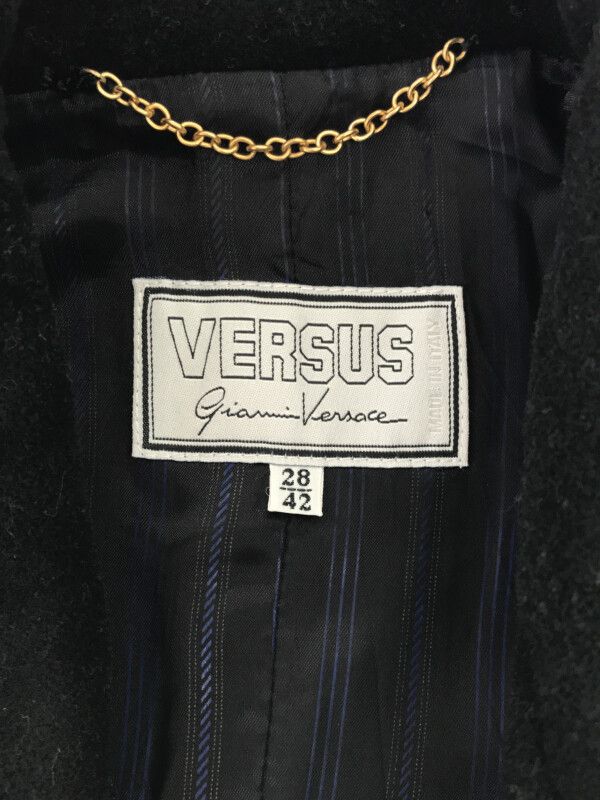 VERSUS
Gianni Versace
MADE IN ITALY
28
42